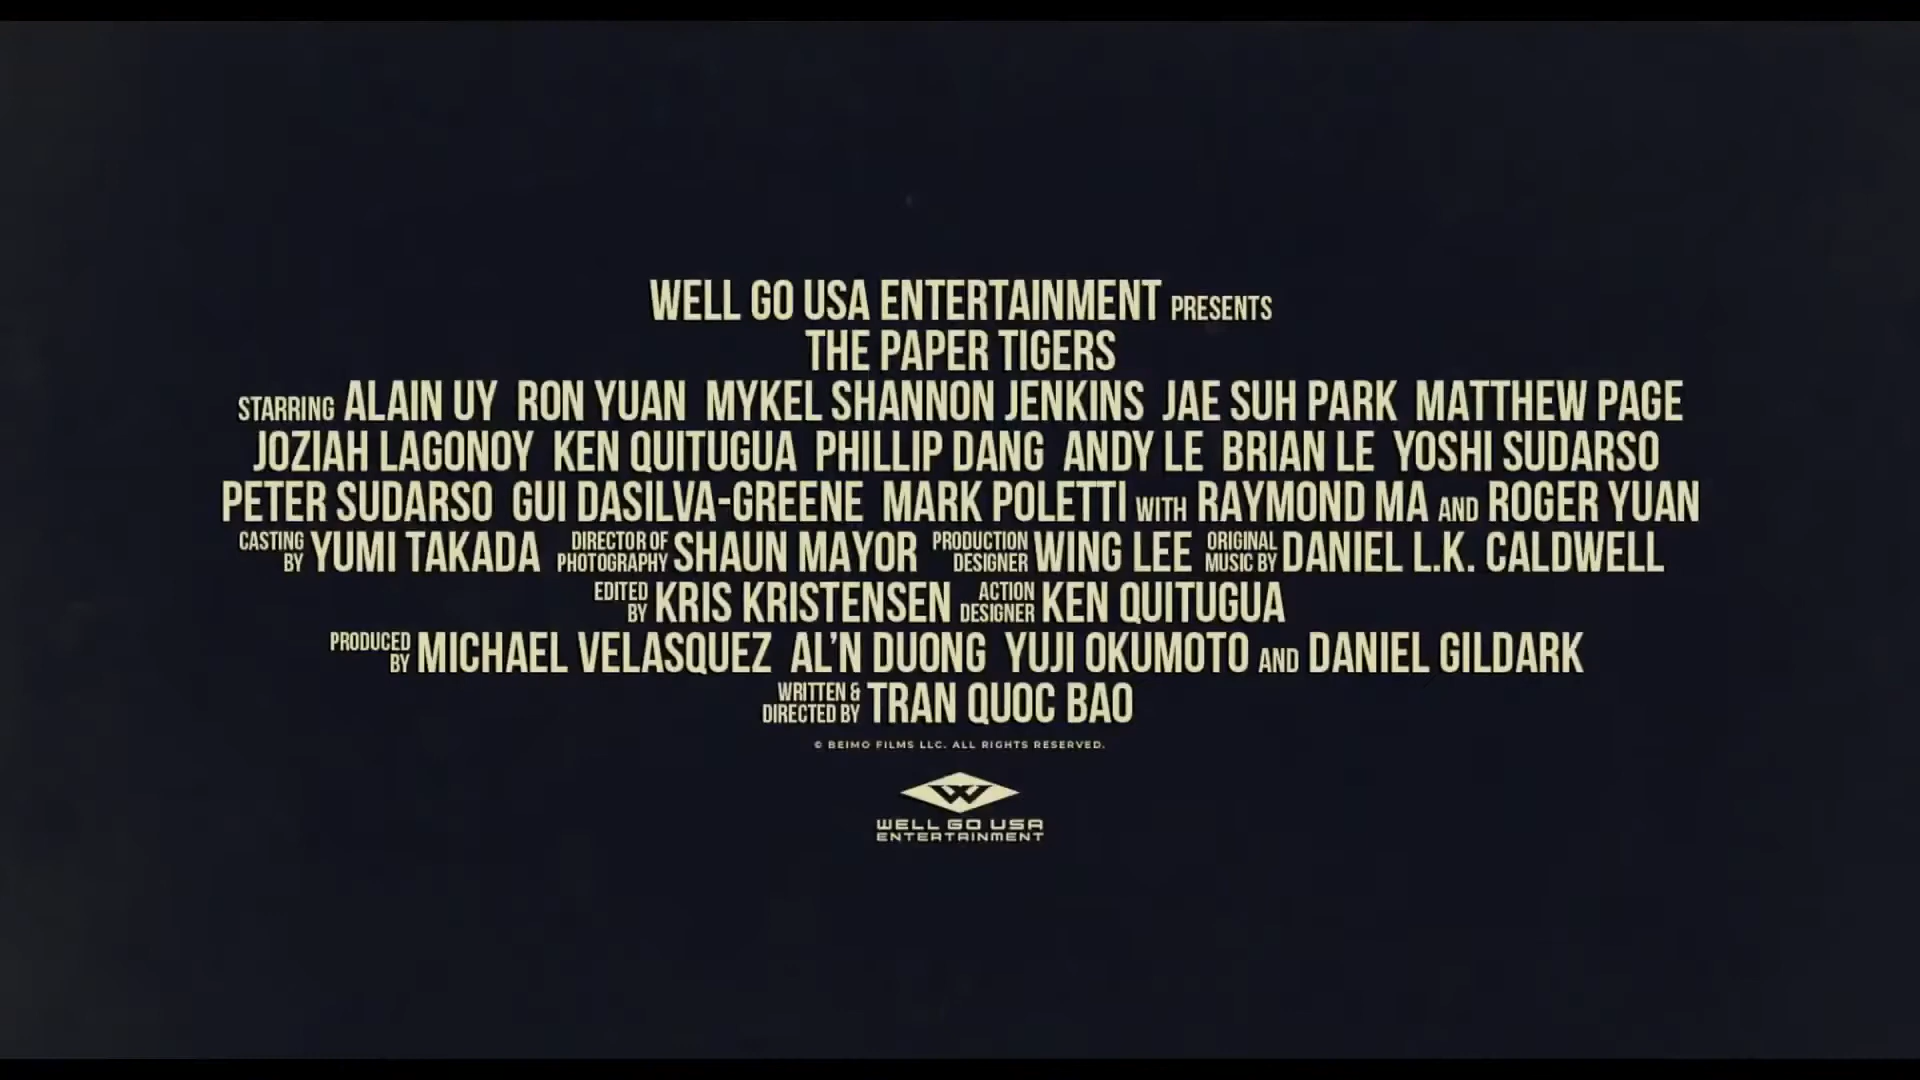 WELL GO USA ENTERTAINMENT PRESENTS
THE PAPER TIGERS
STARRING ALAIN UY RON YUAN MYKEL SHANNON JENKINS JAE SUH PARK MATTHEW PAGE
JOZIAH LAGONOY KEN QUITUGUA PHILLIP DANG ANDY LE BRIAN LE YOSHI SUDARSO
PETER SUDARSO GUI DASILVA-GREENE MARK POLETTI WITH RAYMOND MA AND ROGER YUAN
CASTING BY YUMI TAKADA DIRECTOR OF PHOTOGRAPHY SHAUN MAYOR PRODUCTION DESIGNER WING LEE ORIGINAL MUSIC BY DANIEL L.K. CALDWELL
EDITED BY KRIS KRISTENSEN ACTION DESIGNER KEN QUITUGUA
PRODUCED BY MICHAEL VELASQUEZ AL'N DUONG YUJI OKUMOTO AND DANIEL GILDARK
WRITTEN & DIRECTED BY TRAN QUOC BAO
© BEIMO FILMS LLC. ALL RIGHTS RESERVED.
WELL GO USA
ENTERTAINMENT